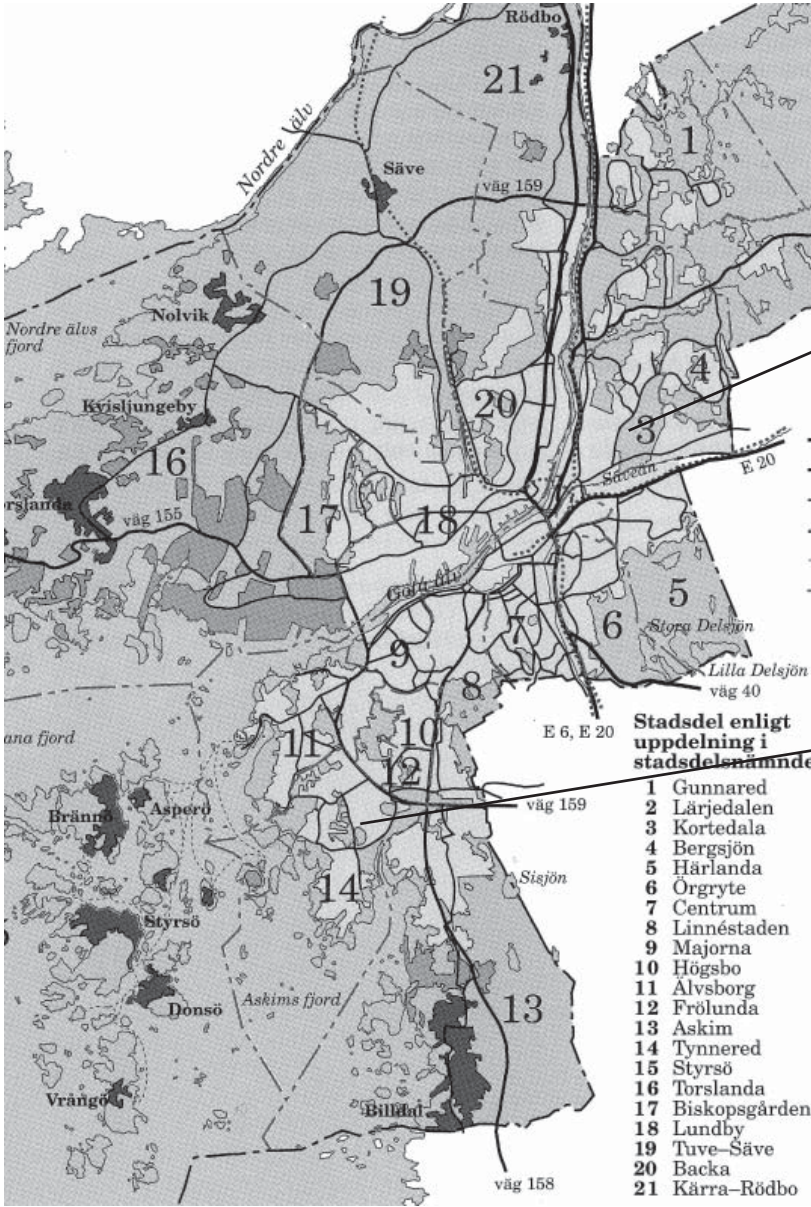 Rödbo
21
1
Nordre älv
Säve
väg 159
19
Nolvik
Nordre älvs
fjord
4
20
3
Kvisljungeby
16
Säveån
E 20
orslanda
väg 155
17
18
Göta älv
5
6
Stora Delsjön
7
9
Lilla Delsjön
väg 40
8
10
E 6, E 20
ana fjord
11
12
Asperö
Brännö
väg 159
14
Sisjön
Styrsö
Donsö
Askims fjord
13
Vrångö
Billdal
väg 158
Stadsdel enligt
uppdelning i
stadsdelsnämnde
1 Gunnared
2 Lärjedalen
3 Kortedala
4 Bergsjön
5 Härlanda
6 Örgryte
7 Centrum
8 Linnéstaden
9 Majorna
10 Högsbo
11 Älvsborg
12 Frölunda
13 Askim
14 Tynnered
15 Styrsö
16 Torslanda
17 Biskopsgården
18 Lundby
19 Tuve–Säve
20 Backa
21 Kärra–Rödbo